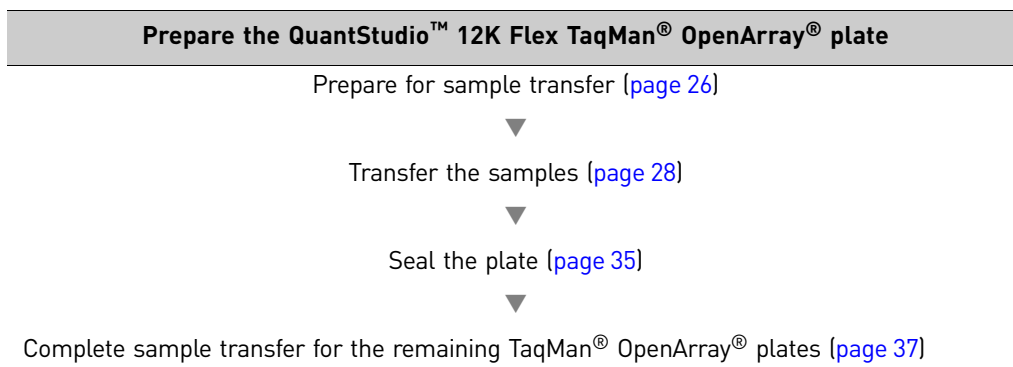 Prepare the QuantStudio™ 12K Flex TaqMan® OpenArray® plate
Prepare for sample transfer (page 26)
Transfer the samples (page 28)
Seal the plate (page 35)
Complete sample transfer for the remaining TaqMan® OpenArray® plates (page 37)